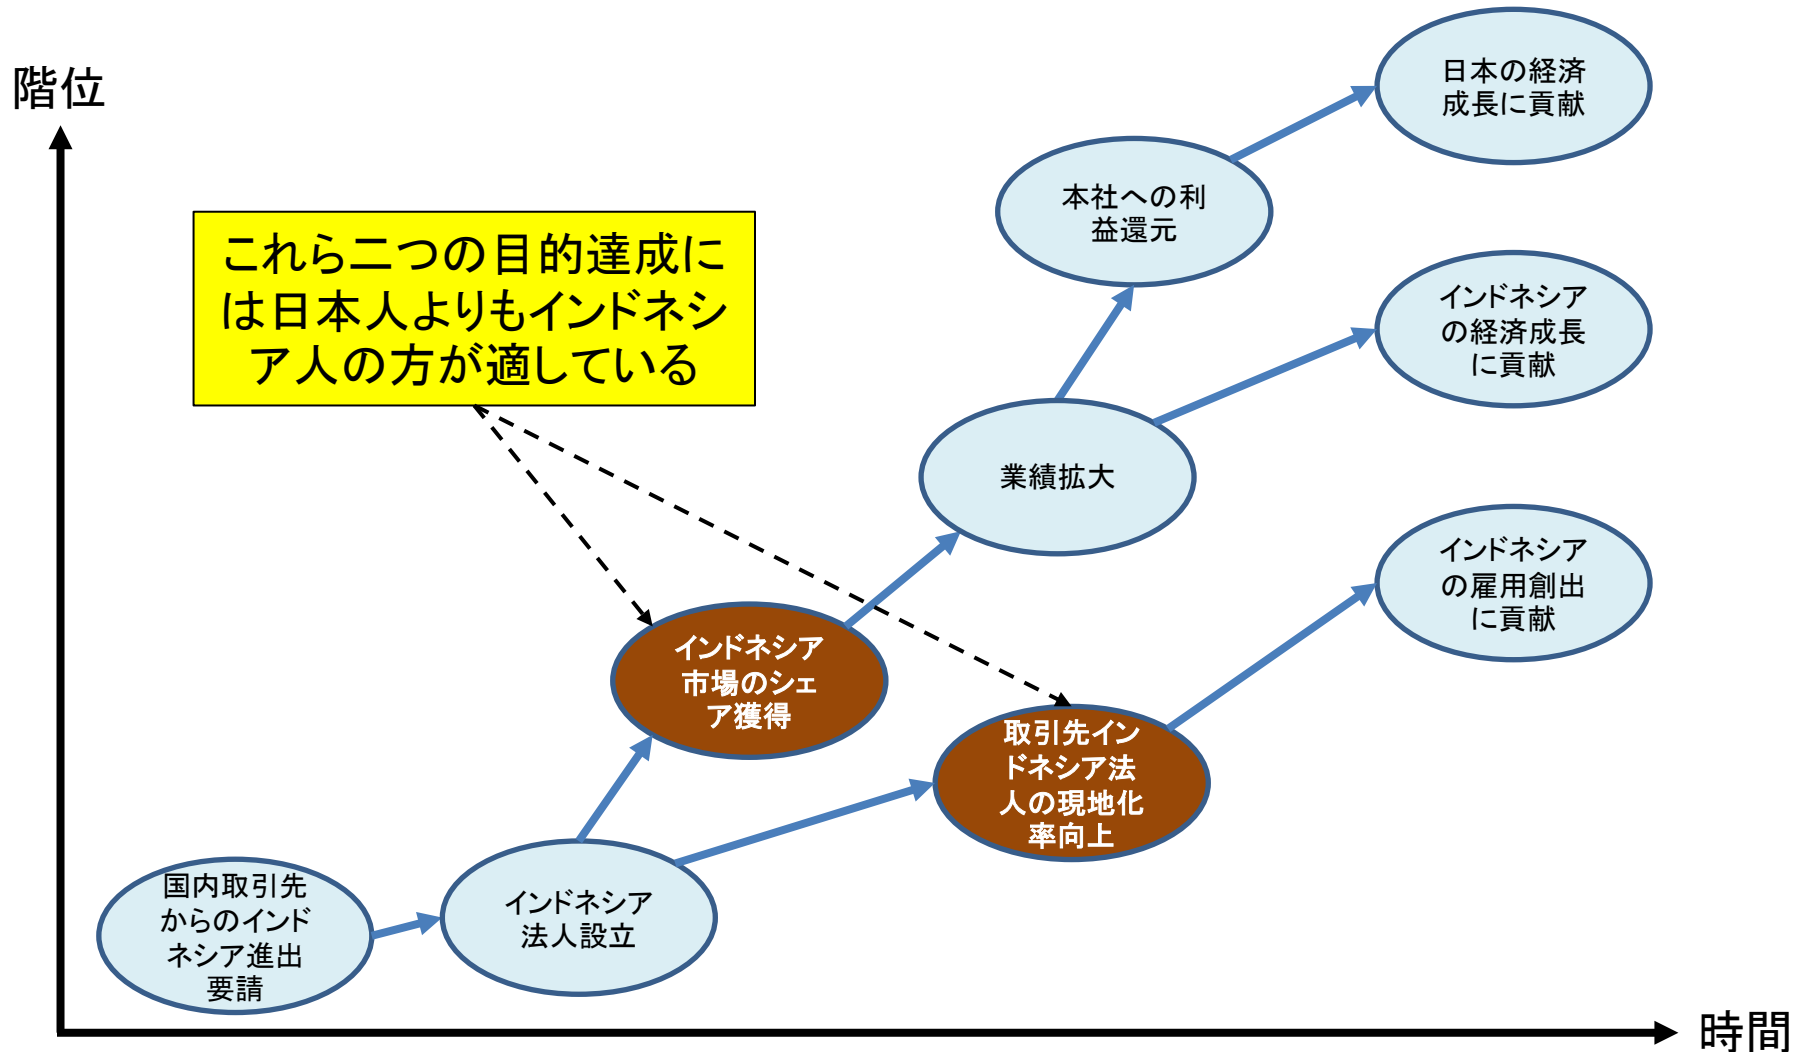 階位
日本の経済
成長に貢献
本社への利
益還元
これら二つの目的達成に
は日本人よりもインドネシ
ア人の方が適している
インドネシア
の経済成長
に貢献
業績拡大
インドネシア
の雇用創出
に貢献
インドネシア
市場のシェ
ア獲得
取引先イン
ドネシア法
人の現地化
率向上
国内取引先
からのインド
ネシア進出
要請
インドネシア
法人設立
時間